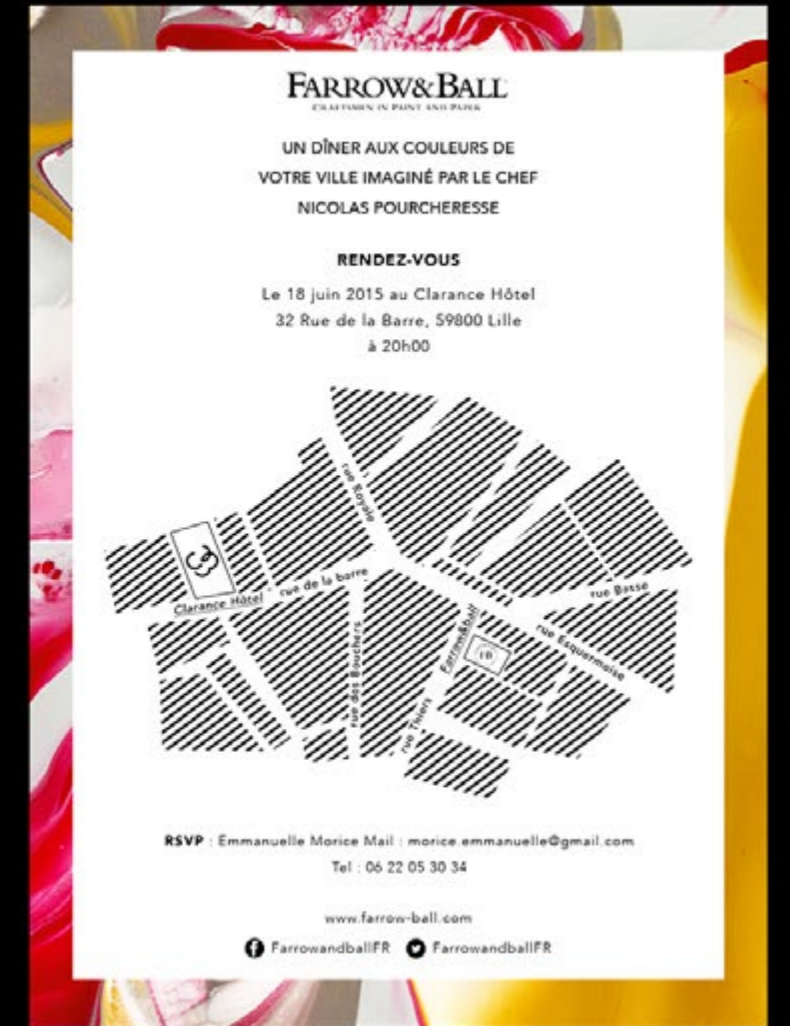 FARROW&BALL
CRAFTSMEN IN PAINT AND PAPER
UN DÎNER AUX COULEURS DE
VOTRE VILLE IMAGINÉ PAR LE CHEF
NICOLAS POURCHERESSE
RENDEZ-VOUS
Le 18 juin 2015 au Clarance Hôtel
32 Rue de la Barre, 59800 Lille
à 20h00
rue Royale
rue de la barre
Clarance Hôtel
rue Basse
rue Esquermoise
Farrow&ball
rue des Bouchers
rue Thiers
RSVP : Emmanuelle Morice Mail : morice.emmanuelle@gmail.com
Tel : 06 22 05 30 34
www.farrow-ball.com
FarrowandballFR FarrowandballFR